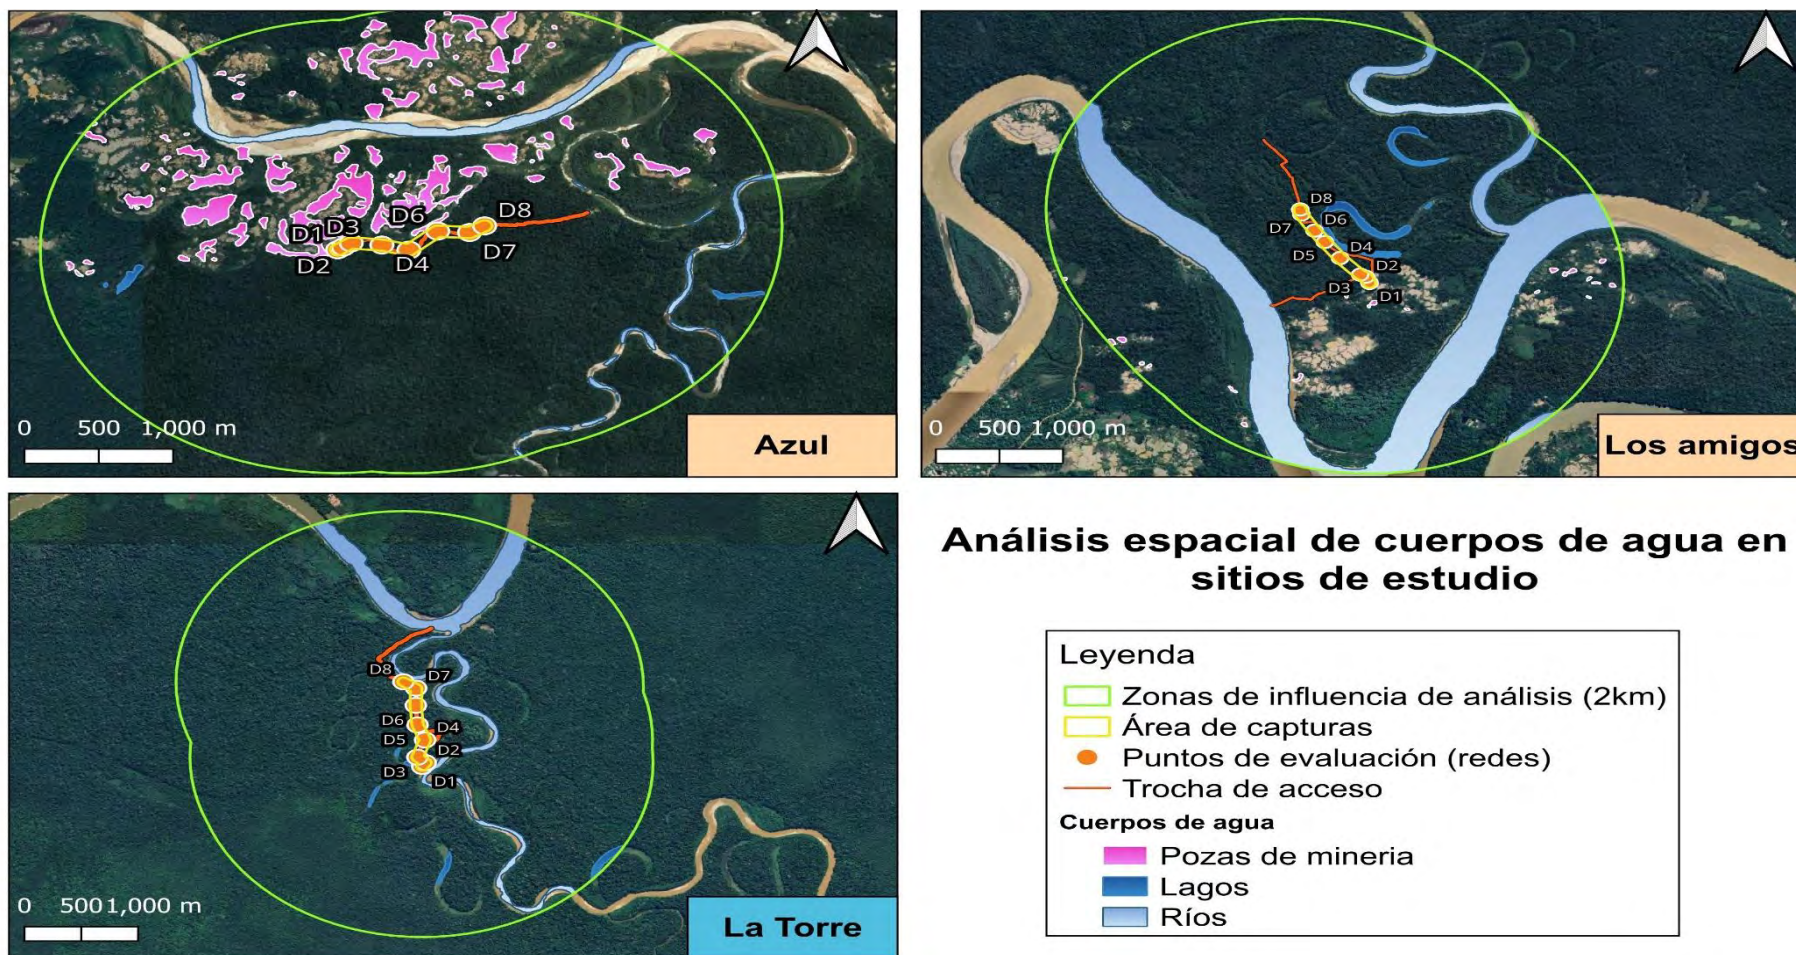 D1
D3
D6
D8
D2
D4
D7
0 500 1,000 m
Azul
D8
D7
D6
D5
D4
D2
D3
D1
0 500 1,000 m
Los amigos
D8
D7
D6
D4
D5
D2
D3
D1
0 5001,000 m
La Torre
Análisis espacial de cuerpos de agua en
sitios de estudio
Leyenda
Zonas de influencia de análisis (2km)
Área de capturas
Puntos de evaluación (redes)
Trocha de acceso
Cuerpos de agua
Pozas de mineria
Lagos
Ríos